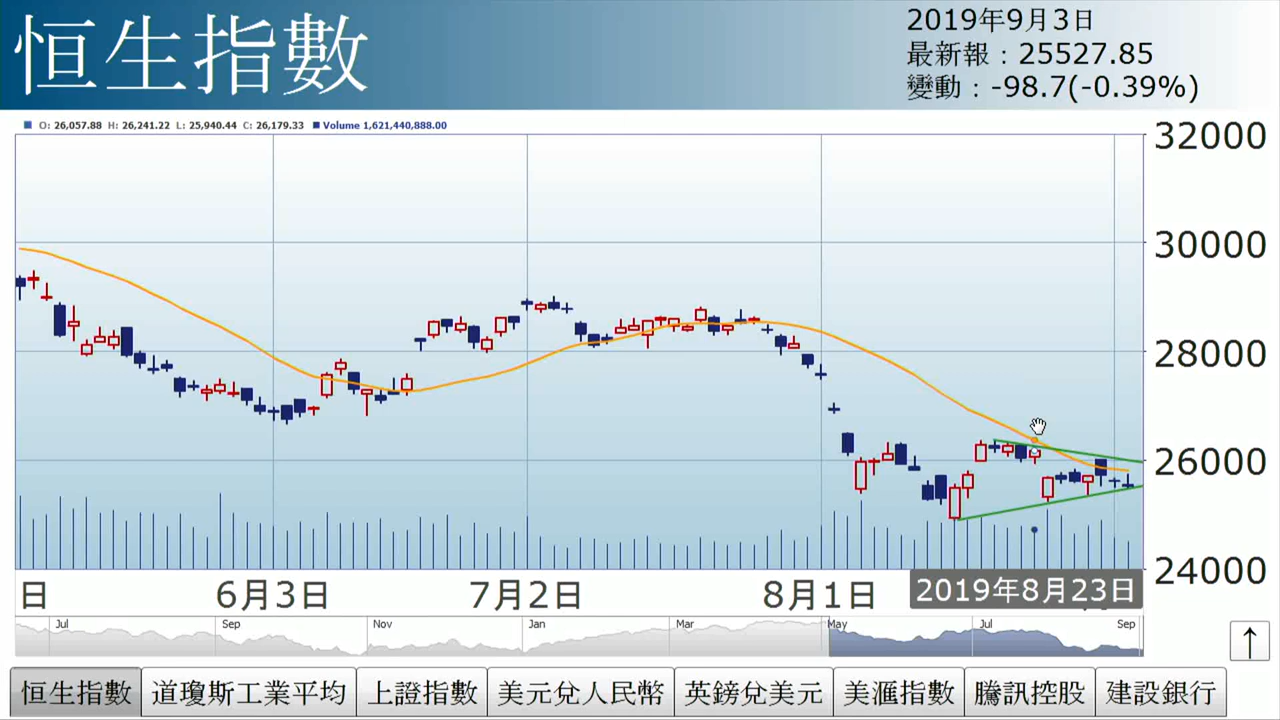 恒生指數
2019年9月3日
最新報：25527.85
變動：-98.7(-0.39%)
O: 26,057.88 H: 26,241.22 L: 25,940.44 C: 26,179.33 Volume 1,621,440,888.00
32000
30000
28000
26000
24000
日 6月3日 7月2日 8月1日 2019年8月23日
Jul Sep Nov Jan Mar May Jul Sep
↑
恒生指數 道瓊斯工業平均 上證指數 美元兌人民幣 英鎊兌美元 美滙指數 騰訊控股 建設銀行